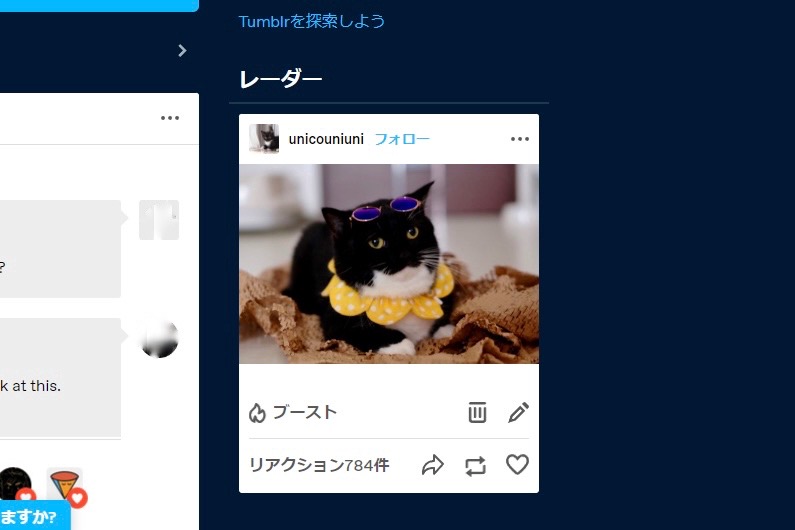 Tumblrを探索しよう
レーダー
unicouniuni フォロー
?
k at this.
ブースト
リアクション784件
ますか?